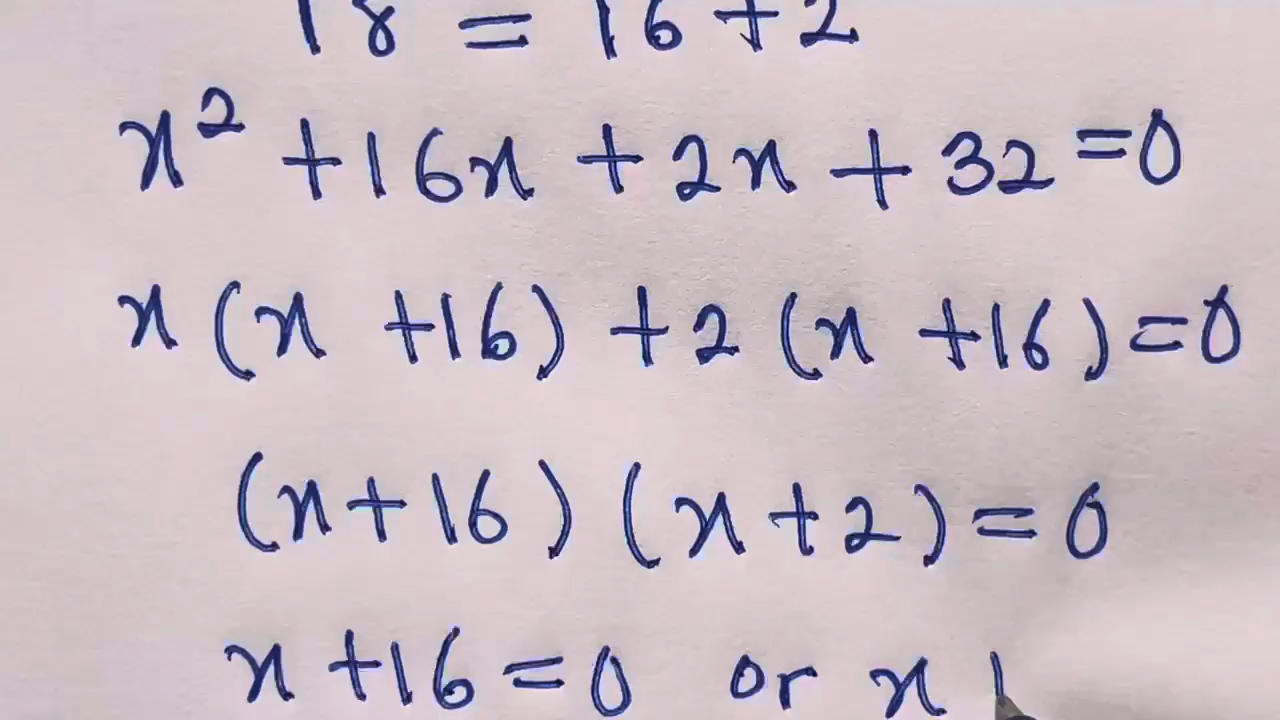 18 = 16 + 2
x² + 16x + 2x + 32 = 0
x (x + 16) + 2 (x + 16) = 0
(x + 16) (x + 2) = 0
x + 16 = 0 or x